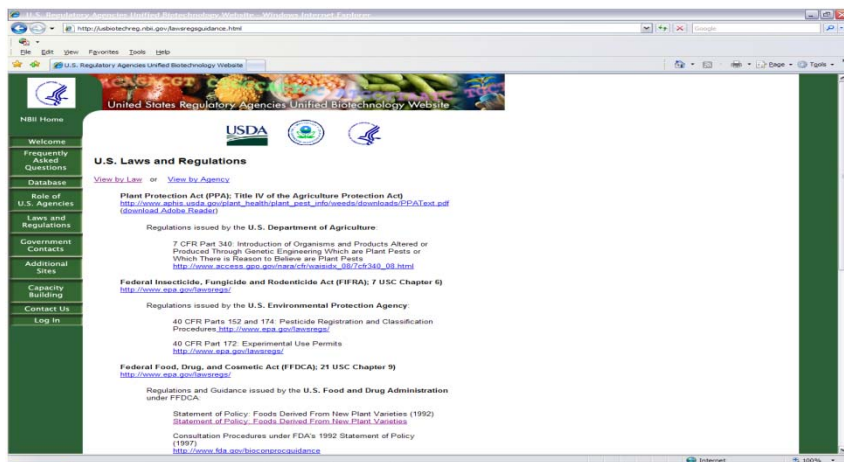 U.S. Regulatory Agencies Unified Biotechnology Website - Windows Internet Explorer
http://usbiotechreg.nbii.gov/lawsregsguidance.html
Google
File Edit View Favorites Tools Help
U.S. Regulatory Agencies Unified Biotechnology Website
Page Tools
United States Regulatory Agencies Unified Biotechnology Website
NBII Home
USDA
Welcome
Frequently
Asked
Questions
Database
Role of
U.S. Agencies
Laws and
Regulations
Government
Contacts
Additional
Sites
Capacity
Building
Contact Us
Log In
U.S. Laws and Regulations
View by Law or View by Agency
Plant Protection Act (PPA); Title IV of the Agriculture Protection Act)
http://www.aphis.usda.gov/plant_health/plant_pest_info/weeds/downloads/PPAText.pdf
(download Adobe Reader)
Regulations issued by the U.S. Department of Agriculture:
7 CFR Part 340: Introduction of Organisms and Products Altered or
Produced Through Genetic Engineering Which are Plant Pests or
Which There is Reason to Believe are Plant Pests
http://www.access.gpo.gov/nara/cfr/waisidx_08/7cfr340_08.html
Federal Insecticide, Fungicide and Rodenticide Act (FIFRA); 7 USC Chapter 6)
http://www.epa.gov/lawsregs/
Regulations issued by the U.S. Environmental Protection Agency:
40 CFR Parts 152 and 174: Pesticide Registration and Classification
Procedures http://www.epa.gov/lawsregs/
40 CFR Part 172: Experimental Use Permits
http://www.epa.gov/lawsregs/
Federal Food, Drug, and Cosmetic Act (FFDCA); 21 USC Chapter 9)
http://www.epa.gov/lawsregs/
Regulations and Guidance issued by the U.S. Food and Drug Administration
under FFDCA:
Statement of Policy: Foods Derived From New Plant Varieties (1992)
Statement of Policy: Foods Derived From New Plant Varieties
Consultation Procedures under FDA's 1992 Statement of Policy
(1997)
http://www.fda.gov/bioconprocguidance
Internet
100%